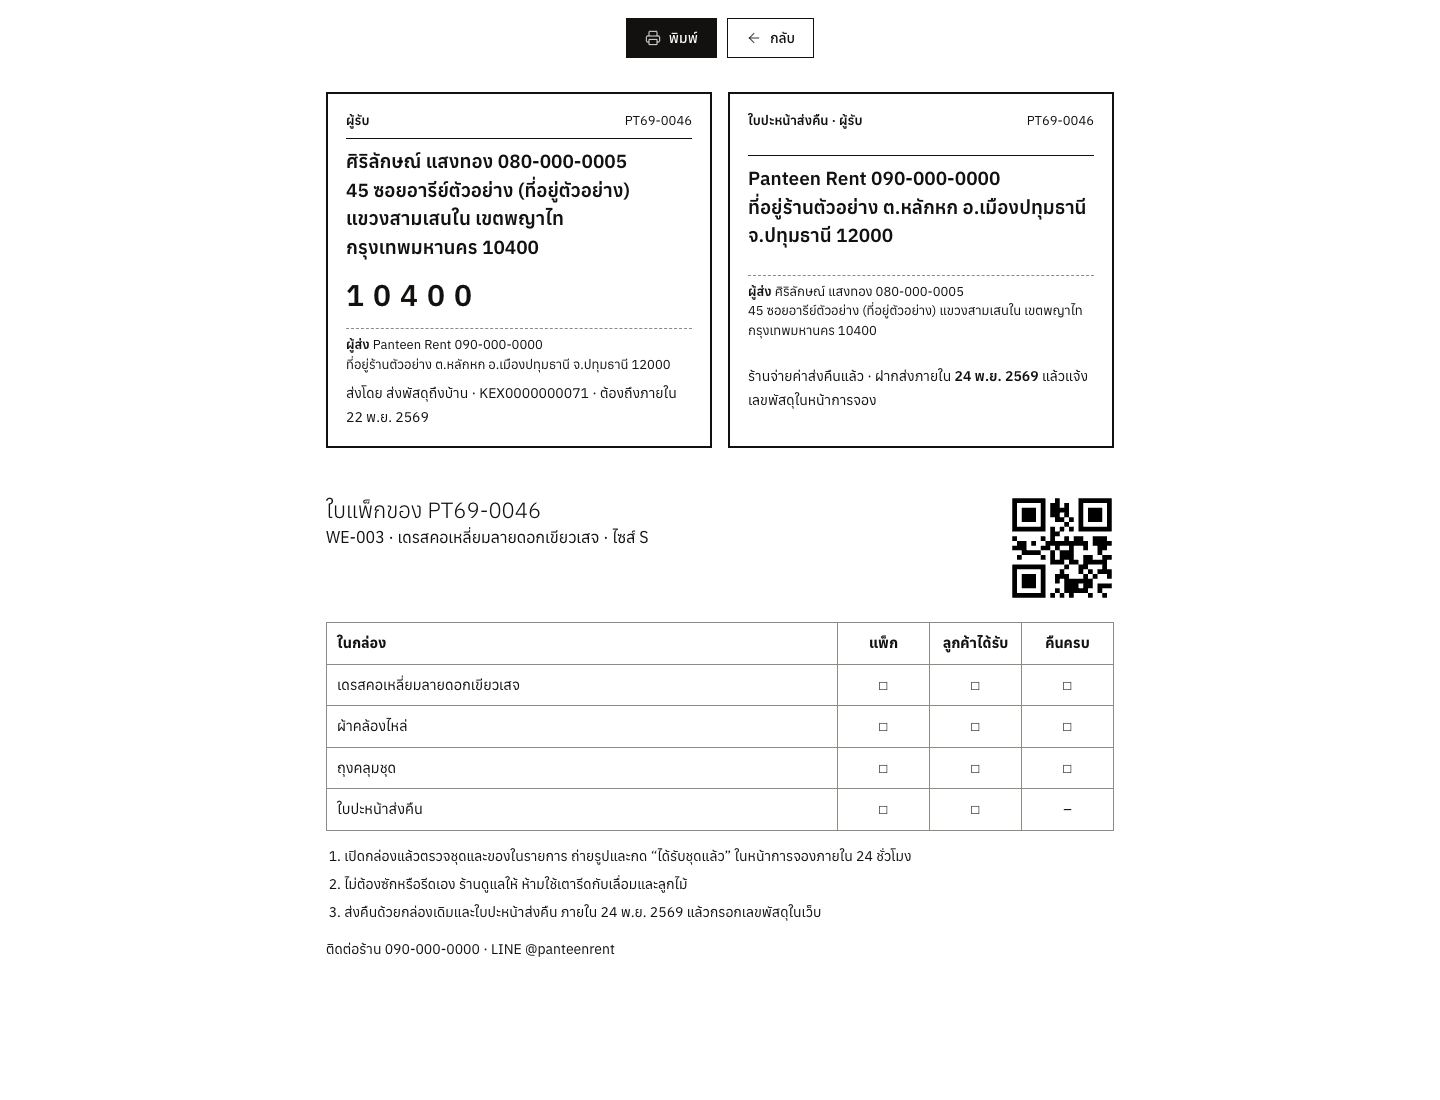 พิมพ์
กลับ
ผู้รับ PT69-0046
ศิริลักษณ์ แสงทอง 080-000-0005
45 ซอยอารีย์ตัวอย่าง (ที่อยู่ตัวอย่าง)
แขวงสามเสนใน เขตพญาไท
กรุงเทพมหานคร 10400
10400
ผู้ส่ง Panteen Rent 090-000-0000
ที่อยู่ร้านตัวอย่าง ต.หลักหก อ.เมืองปทุมธานี จ.ปทุมธานี 12000
ส่งโดย ส่งพัสดุถึงบ้าน · KEX0000000071 · ต้องถึงภายใน
22 พ.ย. 2569
ใบปะหน้าส่งคืน · ผู้รับ PT69-0046
Panteen Rent 090-000-0000
ที่อยู่ร้านตัวอย่าง ต.หลักหก อ.เมืองปทุมธานี
จ.ปทุมธานี 12000
ผู้ส่ง ศิริลักษณ์ แสงทอง 080-000-0005
45 ซอยอารีย์ตัวอย่าง (ที่อยู่ตัวอย่าง) แขวงสามเสนใน เขตพญาไท
กรุงเทพมหานคร 10400
ร้านจ่ายค่าส่งคืนแล้ว · ฝากส่งภายใน 24 พ.ย. 2569 แล้วแจ้ง
เลขพัสดุในหน้าการจอง
ใบแพ็กของ PT69-0046
WE-003 · เดรสคอเหลี่ยมลายดอกเขียวเสจ · ไซส์ S
ในกล่อง แพ็ก ลูกค้าได้รับ คืนครบ
เดรสคอเหลี่ยมลายดอกเขียวเสจ □ □ □
ผ้าคล้องไหล่ □ □ □
ถุงคลุมชุด □ □ □
ใบปะหน้าส่งคืน □ □ –
1. เปิดกล่องแล้วตรวจชุดและของในรายการ ถ่ายรูปและกด “ได้รับชุดแล้ว” ในหน้าการจองภายใน 24 ชั่วโมง
2. ไม่ต้องซักหรือรีดเอง ร้านดูแลให้ ห้ามใช้เตารีดกับเลื่อมและลูกไม้
3. ส่งคืนด้วยกล่องเดิมและใบปะหน้าส่งคืน ภายใน 24 พ.ย. 2569 แล้วกรอกเลขพัสดุในเว็บ
ติดต่อร้าน 090-000-0000 · LINE @panteenrent